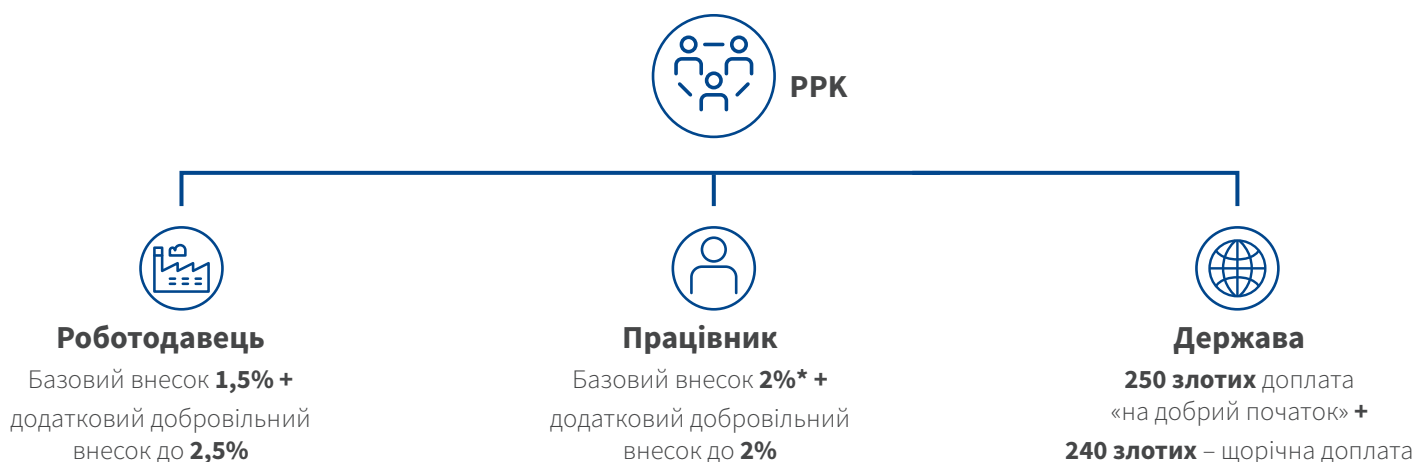 PPK
Роботодавець
Базовий внесок 1,5% +
додатковий добровільний
внесок до 2,5%
Працівник
Базовий внесок 2%* +
додатковий добровільний
внесок до 2%
Держава
250 злотих доплата
«на добрий початок» +
240 злотих – щорічна доплата